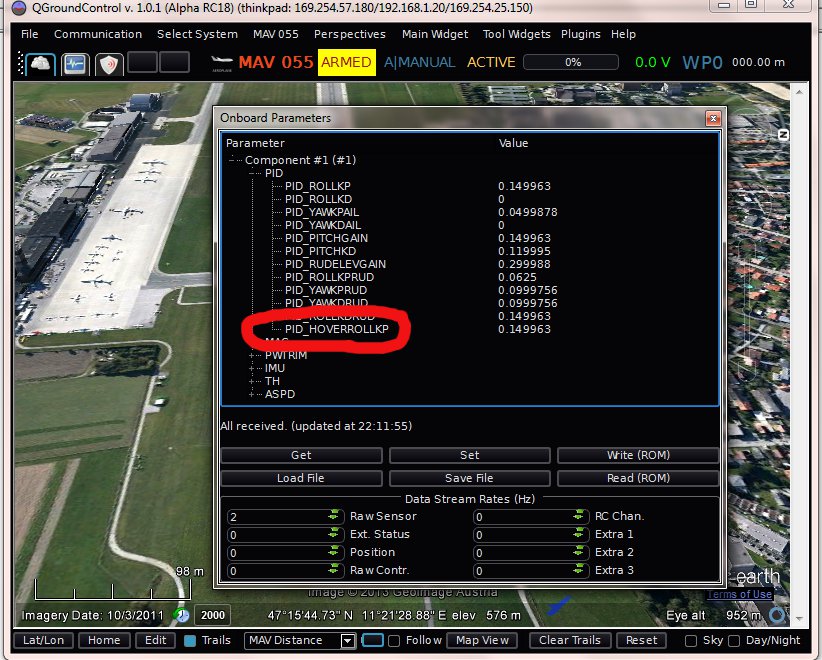 QGroundControl v. 1.0.1 (Alpha RC18) (thinkpad: 169.254.57.180/192.168.1.20/169.254.25.150)
File Communication Select System MAV 055 Perspectives Main Widget Tool Widgets Plugins Help
AEROPLANE MAV 055 ARMED A|MANUAL ACTIVE 0% 0.0 V WP0 000.00 m
Onboard Parameters
Parameter Value
Component #1 (#1)
PID
PID_ROLLKP 0.149963
PID_ROLLKD 0
PID_YAWKPAIL 0.0499878
PID_YAWKDAIL 0
PID_PITCHGAIN 0.149963
PID_PITCHKD 0.119995
PID_RUDELEVGAIN 0.299988
PID_ROLLKPRUD 0.0625
PID_YAWKPRUD 0.0999756
PID_YAWKDRUD 0.0999756
PID_ROLLKDRUD 0.149963
PID_HOVERROLLKP 0.149963
MAG
PWTRIM
IMU
TH
ASPD
All received. (updated at 22:11:55)
Get Set Write (ROM)
Load File Save File Read (ROM)
Data Stream Rates (Hz)
2 Raw Sensor 0 RC Chan.
0 Ext. Status 0 Extra 1
0 Position 0 Extra 2
0 Raw Contr. 0 Extra 3
98 m
Image © 2013 GeoImage Austria
earth
Terms of Use
Imagery Date: 10/3/2011 2000 47°15'44.73" N 11°21'28.88" E elev 576 m Eye alt 952 m
Lat/Lon Home Edit Trails MAV Distance Follow Map View Clear Trails Reset Sky Day/Night